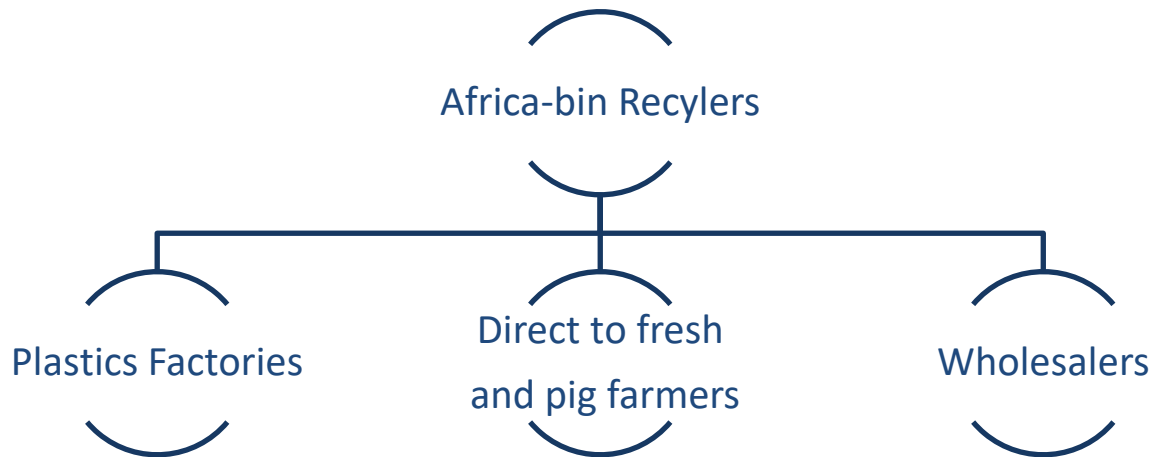 Africa-bin Recylers
Direct to fresh
Plastics Factories
Wholesalers
and pig farmers